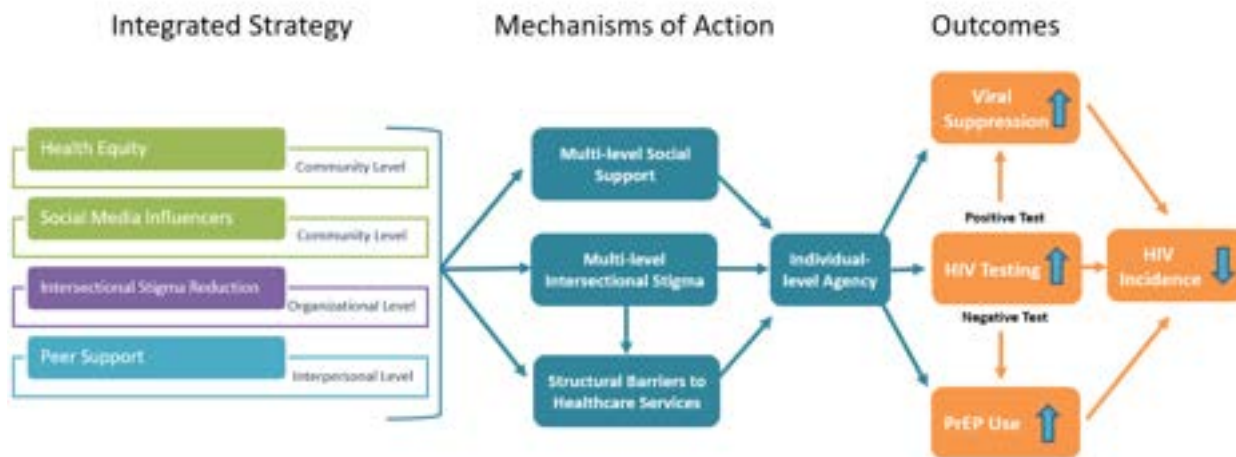 Integrated Strategy
Mechanisms of Action
Outcomes
Health Equity
Community Level
Social Media Influencers
Community Level
Intersectional Stigma Reduction
Organizational Level
Peer Support
Interpersonal Level
Multi-level Social
Support
Multi-level
Intersectional Stigma
Structural Barriers to
Healthcare Services
Individual-
level Agency
Viral
Suppression
Positive Test
HIV Testing
Negative Test
PrEP Use
HIV
Incidence